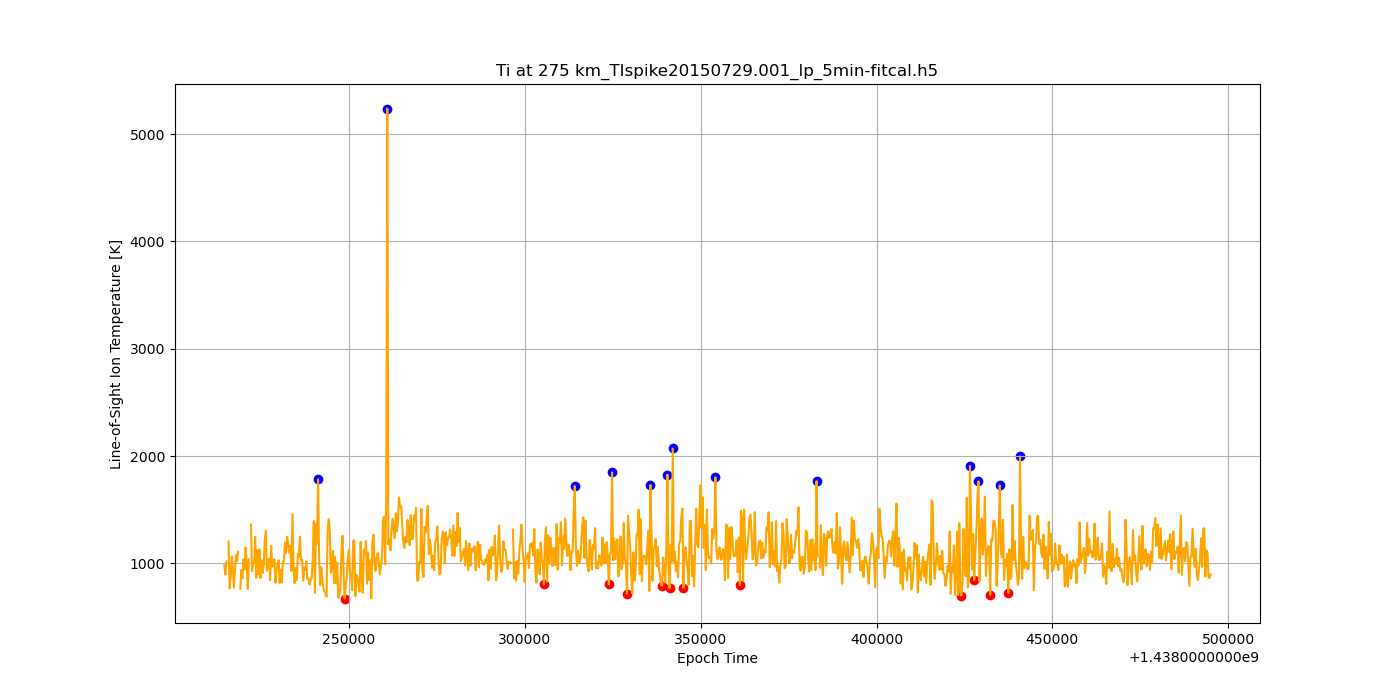 Ti at 275 km_TIspike20150729.001_lp_5min-fitcal.h5
Line-of-Sight Ion Temperature [K]
5000
4000
3000
2000
1000
250000
300000
350000
400000
450000
500000
Epoch Time
+1.4380000000e9